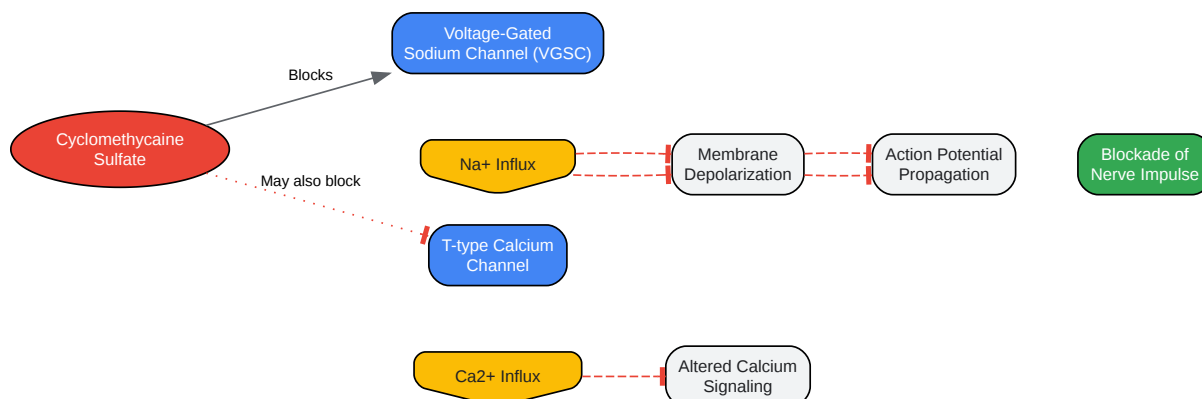 Voltage-Gated
Sodium Channel (VGSC)
Blocks
Cyclomethycaine
Sulfate
May also block
Na+ Influx
Membrane
Depolarization
Action Potential
Propagation
Blockade of
Nerve Impulse
T-type Calcium
Channel
Ca2+ Influx
Altered Calcium
Signaling